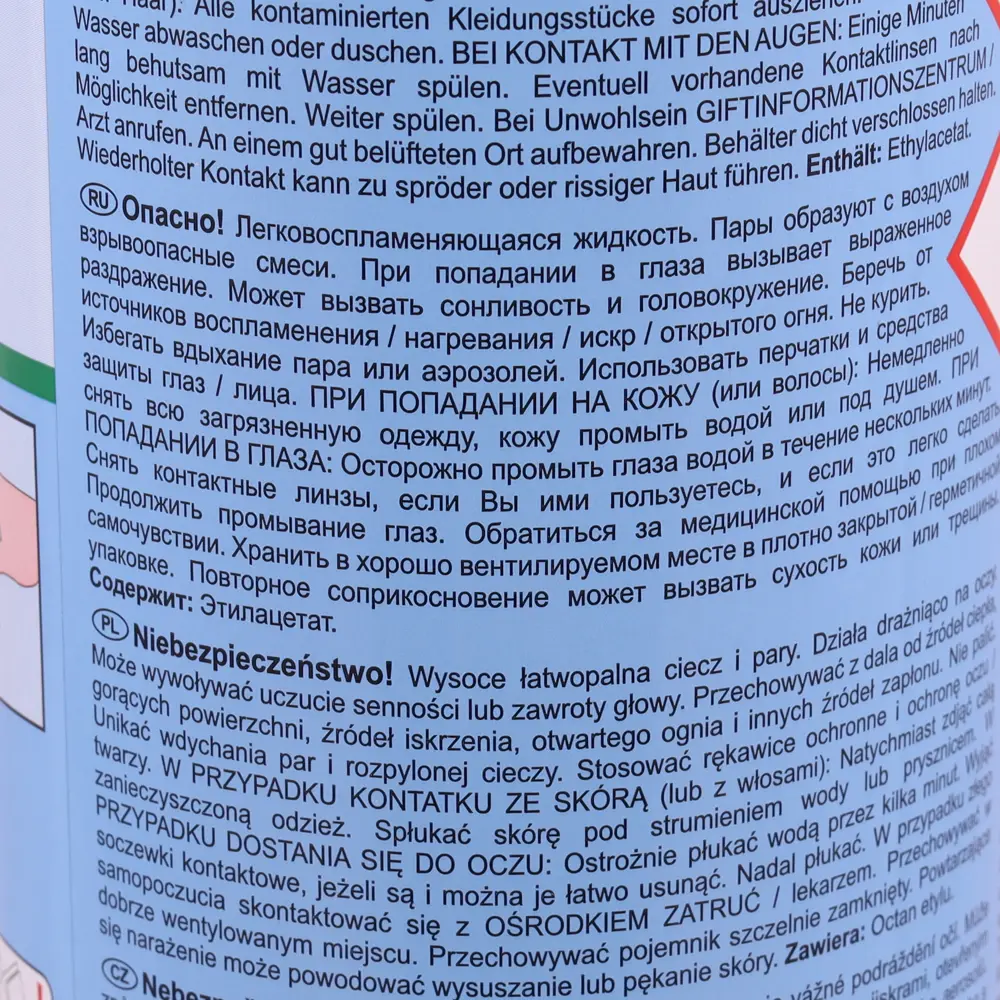 Haar): Alle kontaminierten Kleidungsstücke sofort
Wasser abwaschen oder duschen. BEI KONTAKT MIT DEN AUGEN: Einige Minuten
lang behutsam mit Wasser spülen. Eventuell vorhandene Kontaktlinsen nach
Möglichkeit entfernen. Weiter spülen. Bei Unwohlsein GIFTINFORMATIONSZENTRUM /
Arzt anrufen. An einem gut belüfteten Ort aufbewahren. Behälter dicht verschlossen halten.
Wiederholter Kontakt kann zu spröder oder rissiger Haut führen. Enthält: Ethylacetat.
RU Опасно! Легковоспламеняющаяся жидкость. Пары образуют с воздухом
взрывоопасные смеси. При попадании в глаза вызывает выраженное
раздражение. Может вызвать сонливость и головокружение. Беречь от
источников воспламенения / нагревания / искр / открытого огня. Не курить.
Избегать вдыхание пара или аэрозолей. Использовать перчатки и средства
защиты глаз / лица. ПРИ ПОПАДАНИИ НА КОЖУ (или волосы): Немедленно
снять всю загрязненную одежду, кожу промыть водой или под душем. ПРИ
ПОПАДАНИИ В ГЛАЗА: Осторожно промыть глаза водой в течение нескольких минут.
Снять контактные линзы, если Вы ими пользуетесь, и если это легко сделать.
Продолжить промывание глаз. Обратиться за медицинской помощью при плохом
самочувствии. Хранить в хорошо вентилируемом месте в плотно закрытой / герметичной
упаковке. Повторное соприкосновение может вызвать сухость кожи или трещины.
Содержит: Этилацетат.
PL Niebezpieczeństwo! Wysoce łatwopalna ciecz i pary. Działa drażniąco na oczy.
Może wywoływać uczucie senności lub zawroty głowy. Przechowywać z dala od źródeł ciepła,
gorących powierzchni, źródeł iskrzenia, otwartego ognia i innych źródeł zapłonu. Nie palić.
Unikać wdychania par i rozpylonej cieczy. Stosować rękawice ochronne i ochronę oczu /
twarzy. W PRZYPADKU KONTATKU ZE SKÓRĄ (lub z włosami): Natychmiast zdjąć całą
zanieczyszczoną odzież. Spłukać skórę pod strumieniem wody lub prysznicem. W
PRZYPADKU DOSTANIA SIĘ DO OCZU: Ostrożnie płukać wodą przez kilka minut. Wyjąć
soczewki kontaktowe, jeżeli są i można je łatwo usunąć. Nadal płukać. W przypadku złego
samopoczucia skontaktować się z OŚRODKIEM ZATRUĆ / lekarzem. Przechowywać w
dobrze wentylowanym miejscu. Przechowywać pojemnik szczelnie zamknięty. Powtarzające
się narażenie może powodować wysuszanie lub pękanie skóry. Zawiera: Octan etylu.
CZ vážné podráždění očí. Může
jiskrami, otevřeným